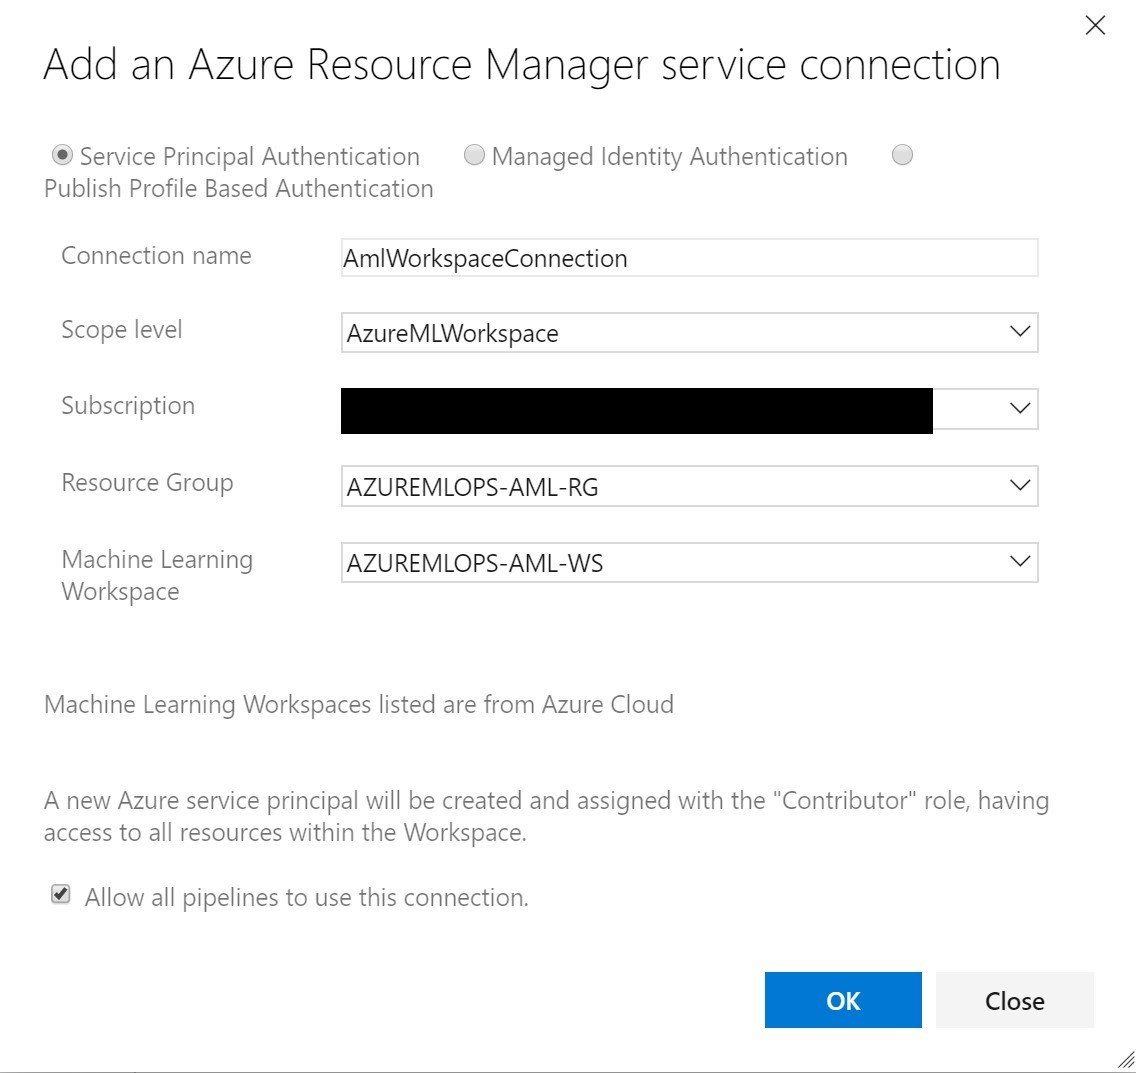 Add an Azure Resource Manager service connection
Service Principal Authentication Managed Identity Authentication
Publish Profile Based Authentication
Connection name AmlWorkspaceConnection
Scope level AzureMLWorkspace
Subscription
Resource Group AZUREMLOPS-AML-RG
Machine Learning AZUREMLOPS-AML-WS
Workspace
Machine Learning Workspaces listed are from Azure Cloud
A new Azure service principal will be created and assigned with the "Contributor" role, having
access to all resources within the Workspace.
Allow all pipelines to use this connection.
OK Close